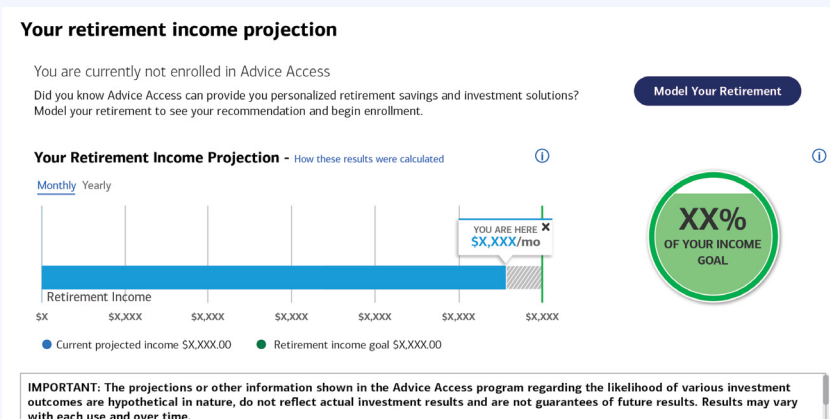 Your retirement income projection
You are currently not enrolled in Advice Access
Did you know Advice Access can provide you personalized retirement savings and investment solutions?
Model your retirement to see your recommendation and begin enrollment.
Model Your Retirement
Your Retirement Income Projection - How these results were calculated
Monthly Yearly
YOU ARE HERE
$X,XXX/mo
XX%
OF YOUR INCOME
GOAL
Retirement Income
$X $X,XXX $X,XXX $X,XXX $X,XXX $X,XXX $X,XXX
Current projected income $X,XXX.00 Retirement income goal $X,XXX.00
IMPORTANT: The projections or other information shown in the Advice Access program regarding the likelihood of various investment
outcomes are hypothetical in nature, do not reflect actual investment results and are not guarantees of future results. Results may vary
with each use and over time.